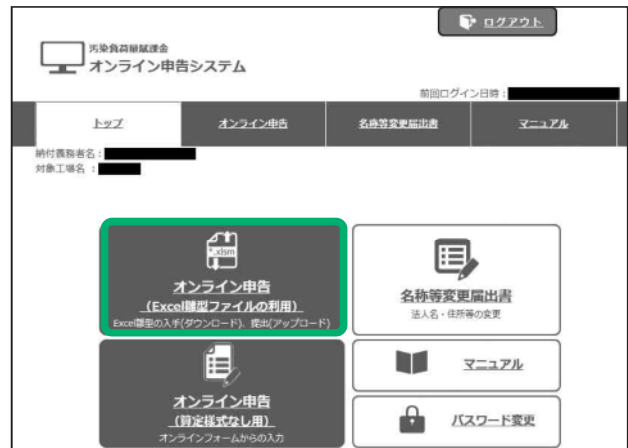 ログアウト
汚染負荷量賦課金
オンライン申告システム
前回ログイン日時：
トップ
オンライン申告
名称等変更届出書
マニュアル
納付義務者名：
対象工場名 ：
*.xlsm
オンライン申告
（Excel雛型ファイルの利用）
Excel雛型の入手(ダウンロード)、提出(アップロード)
名称等変更届出書
法人名・住所等の変更
オンライン申告
（算定様式なし用）
オンラインフォームからの入力
マニュアル
パスワード変更